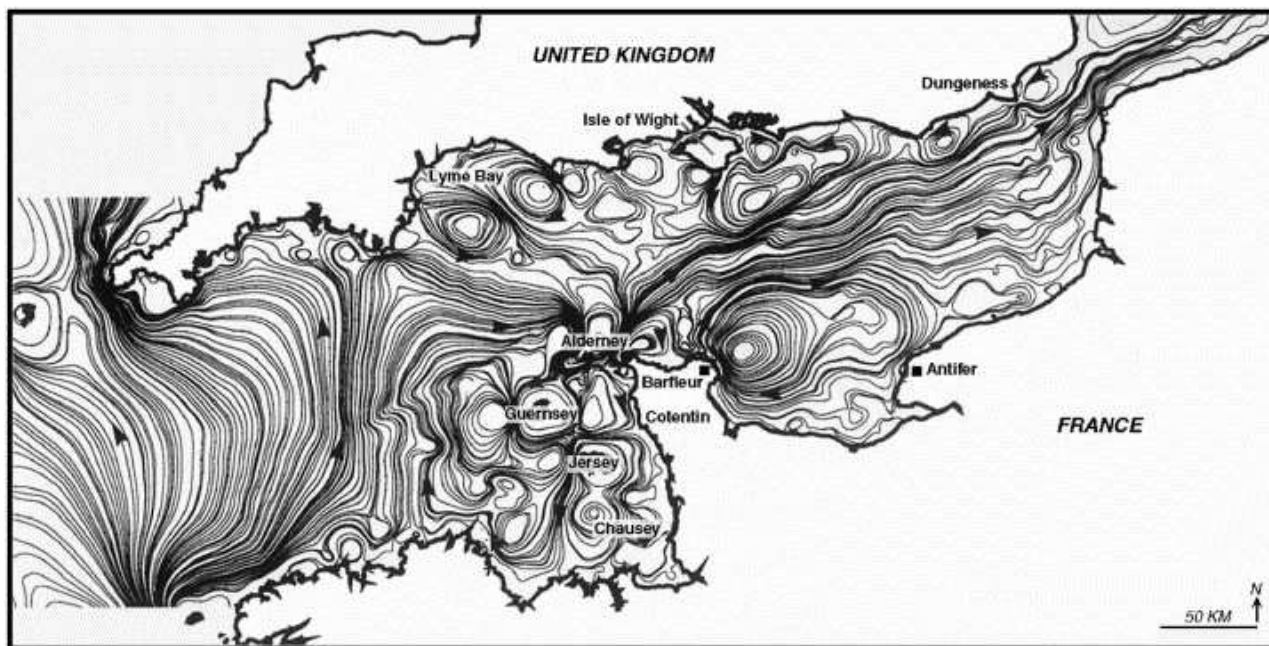 UNITED KINGDOM
Dungeness
Isle of Wight
Lyme Bay
Alderney
Barfleur
Antifer
Guernsey
Cotentin
FRANCE
Jersey
Chausey
N
50 KM